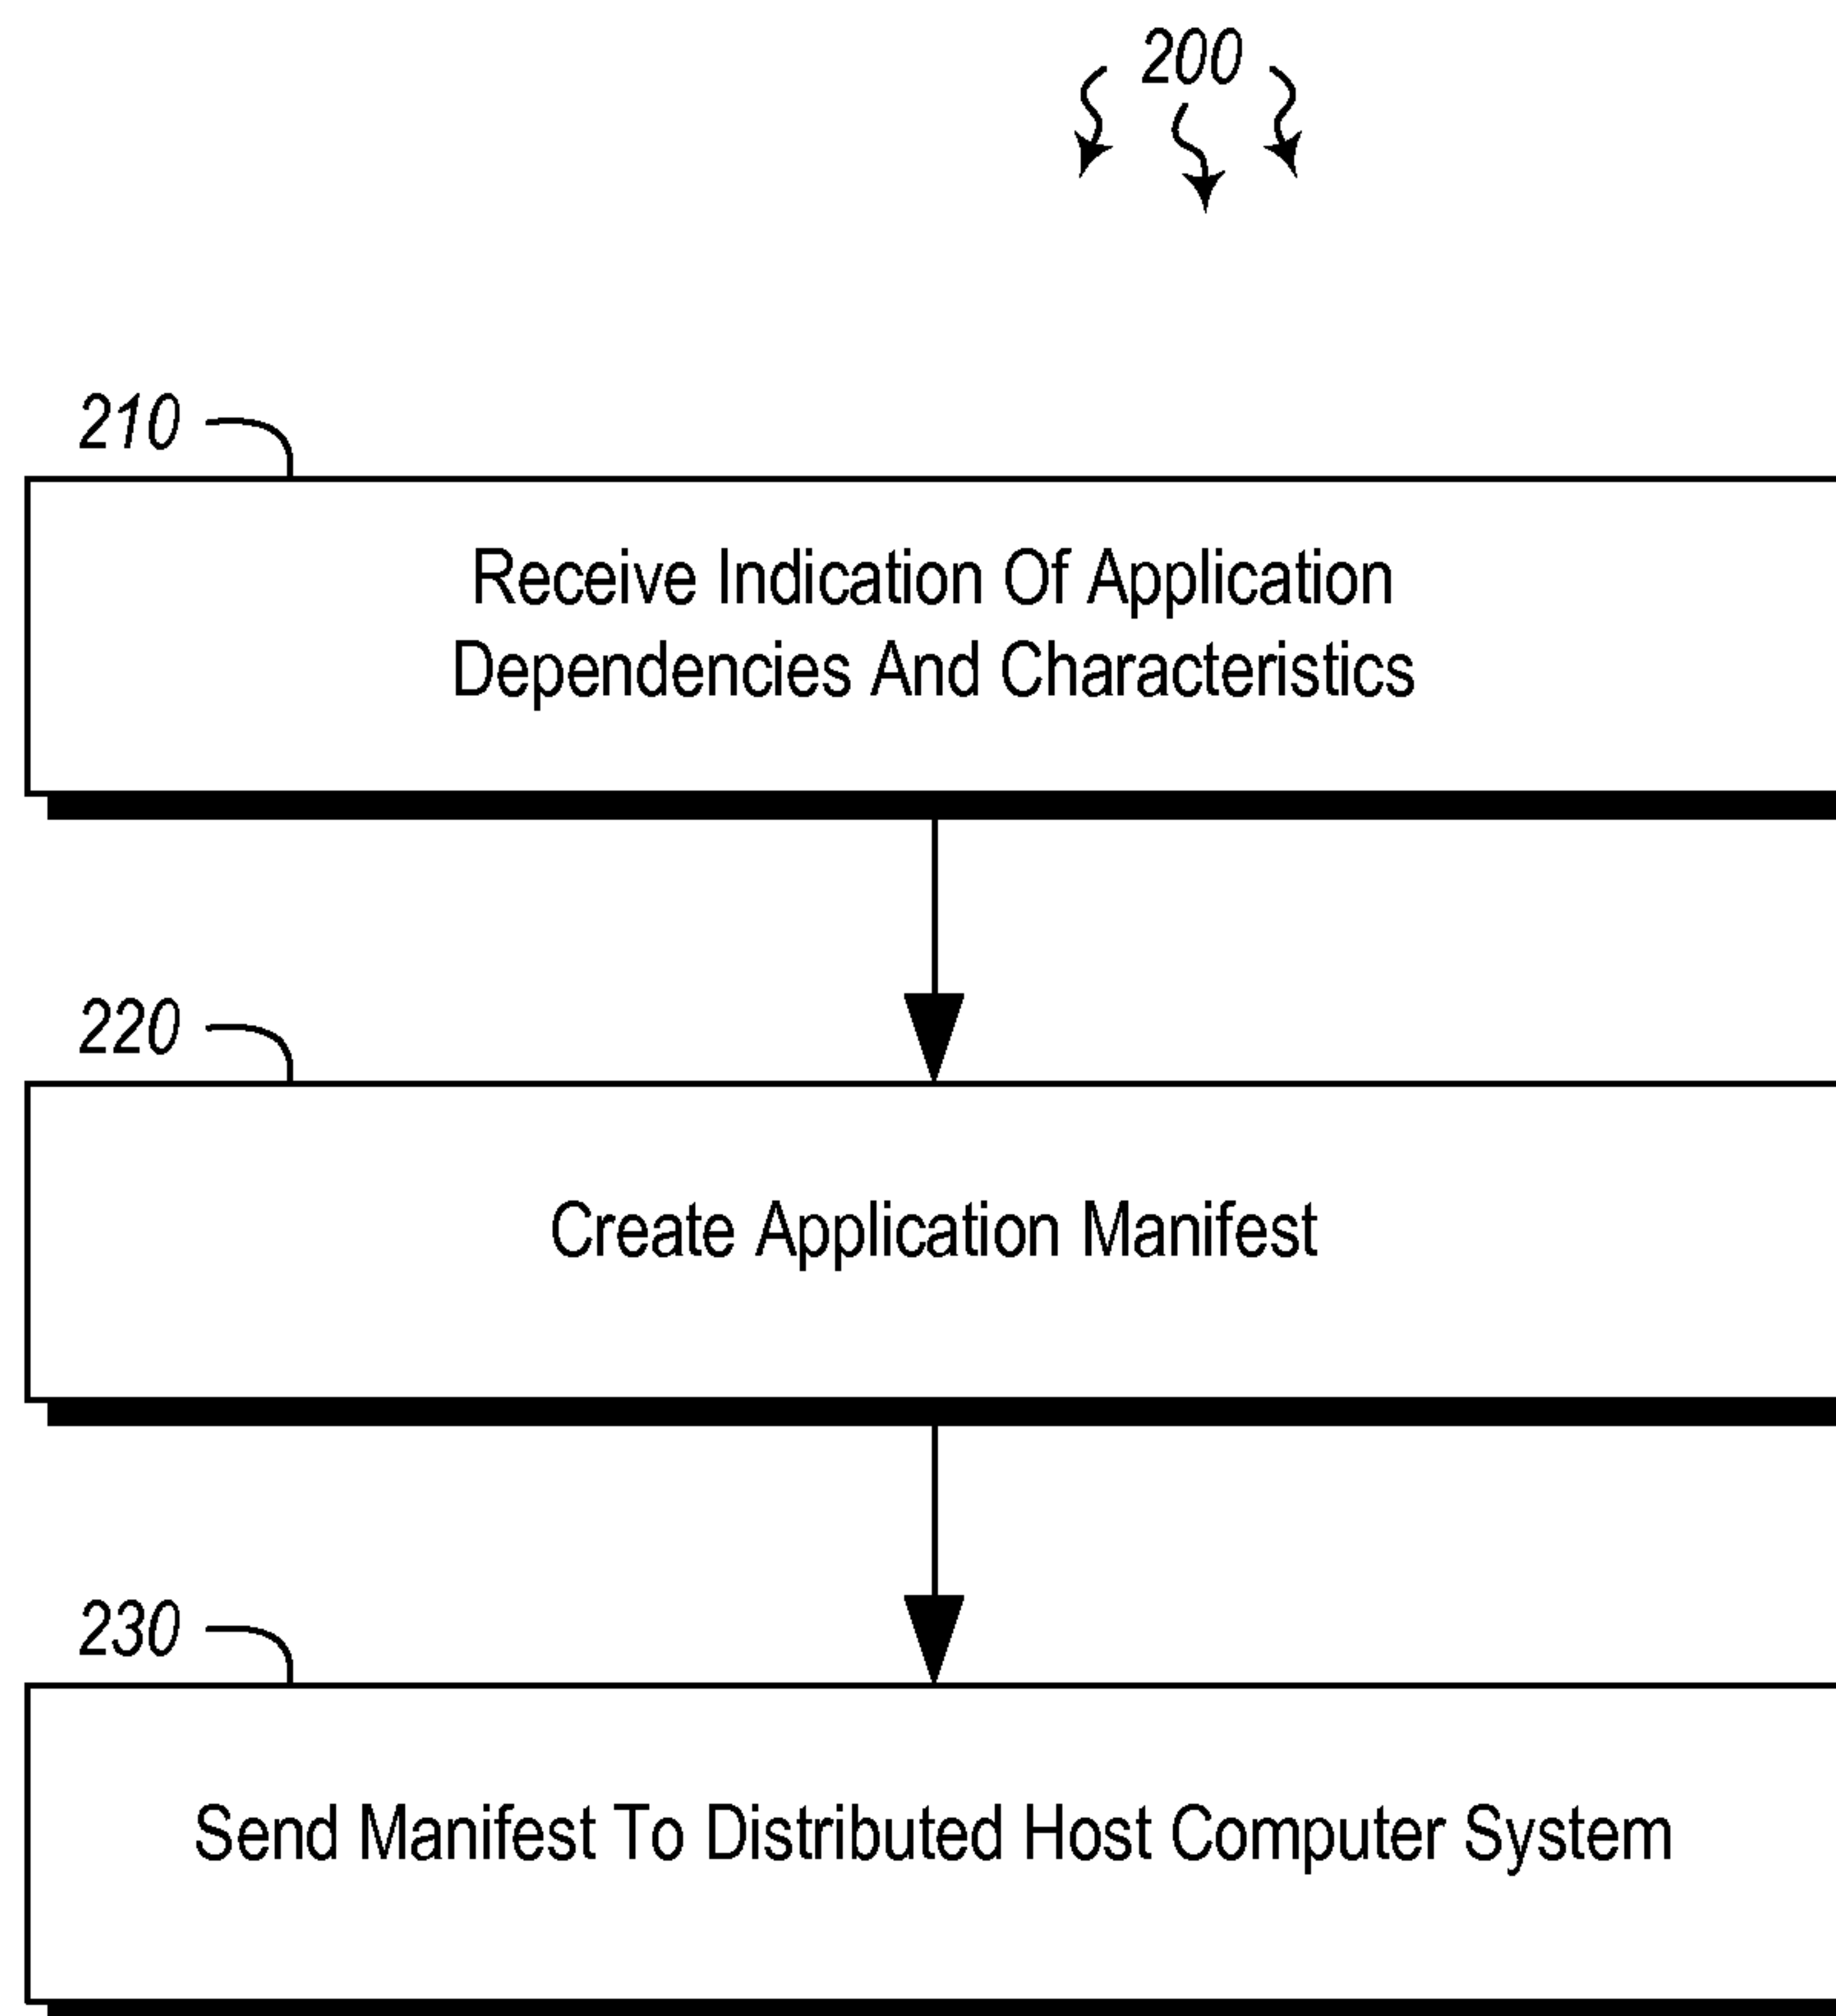 200
210
Receive Indication Of Application
Dependencies And Characteristics
220
Create Application Manifest
230
Send Manifest To Distributed Host Computer System